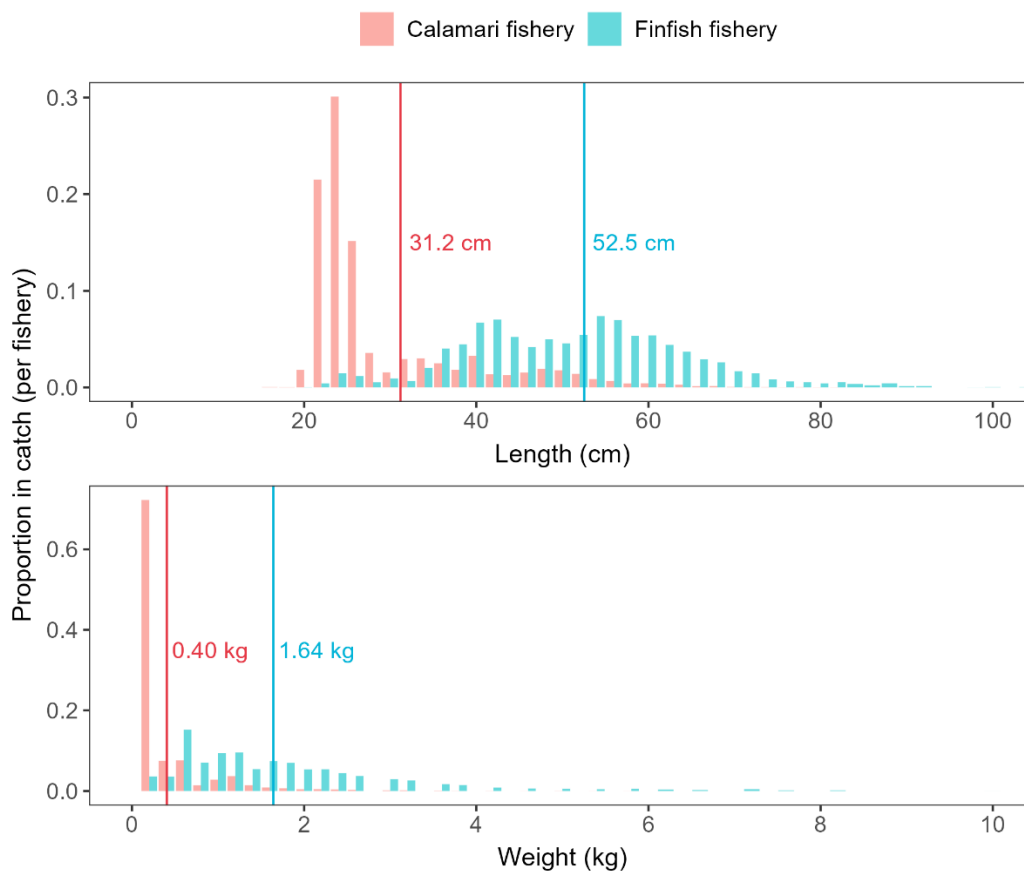 Calamari fishery Finfish fishery
Proportion in catch (per fishery)
0.3
0.2
0.1
0.0
31.2 cm 52.5 cm
0 20 40 60 80 100
Length (cm)
0.6
0.4
0.2
0.0
0.40 kg 1.64 kg
0 2 4 6 8 10
Weight (kg)